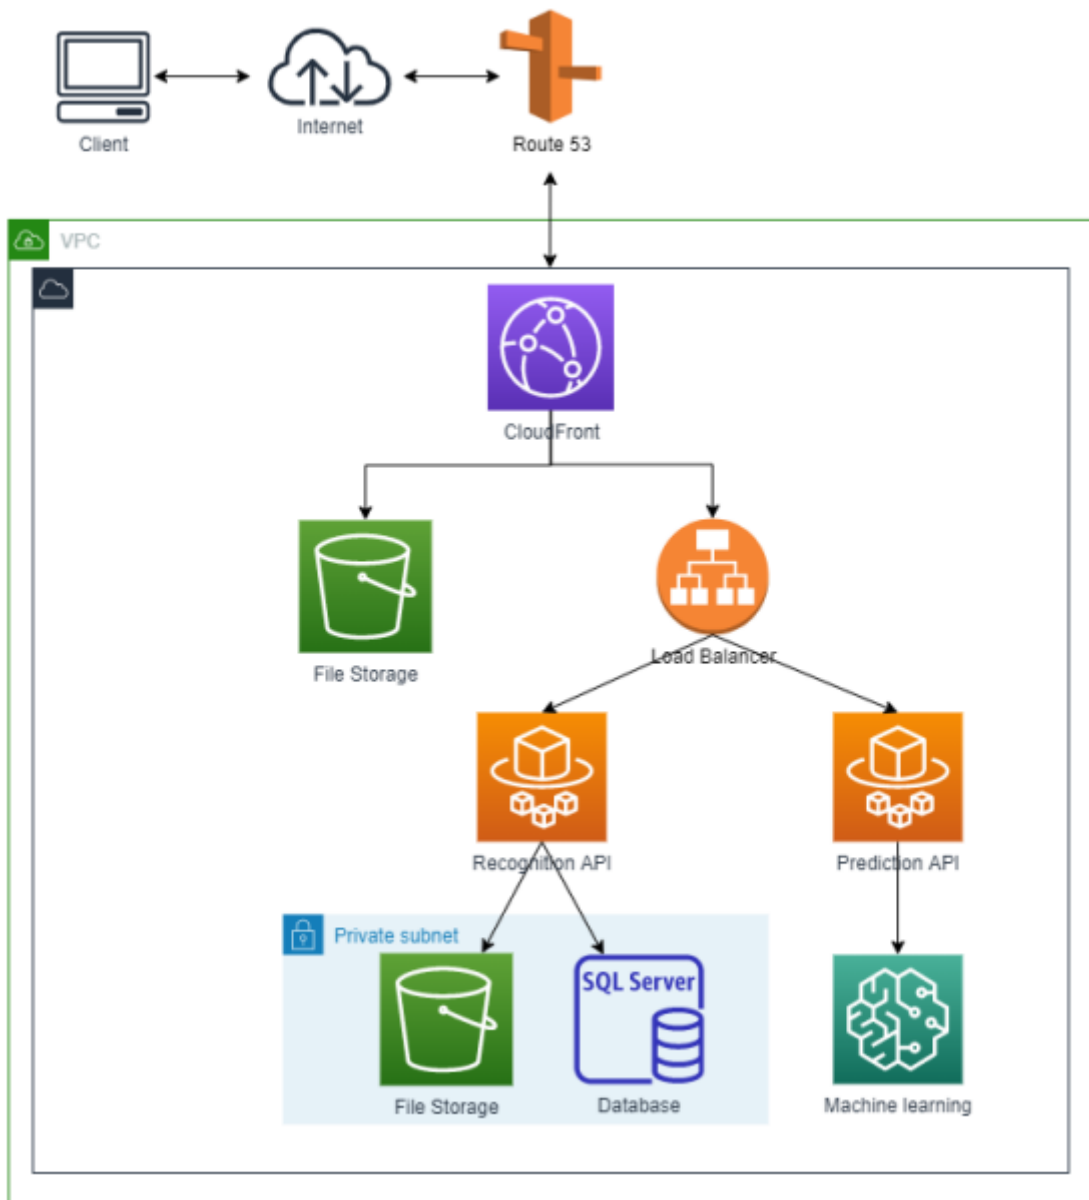 Client
Internet
Route 53
VPC
CloudFront
File Storage
Load Balancer
Recognition API
Prediction API
Private subnet
SQL Server
File Storage
Database
Machine learning